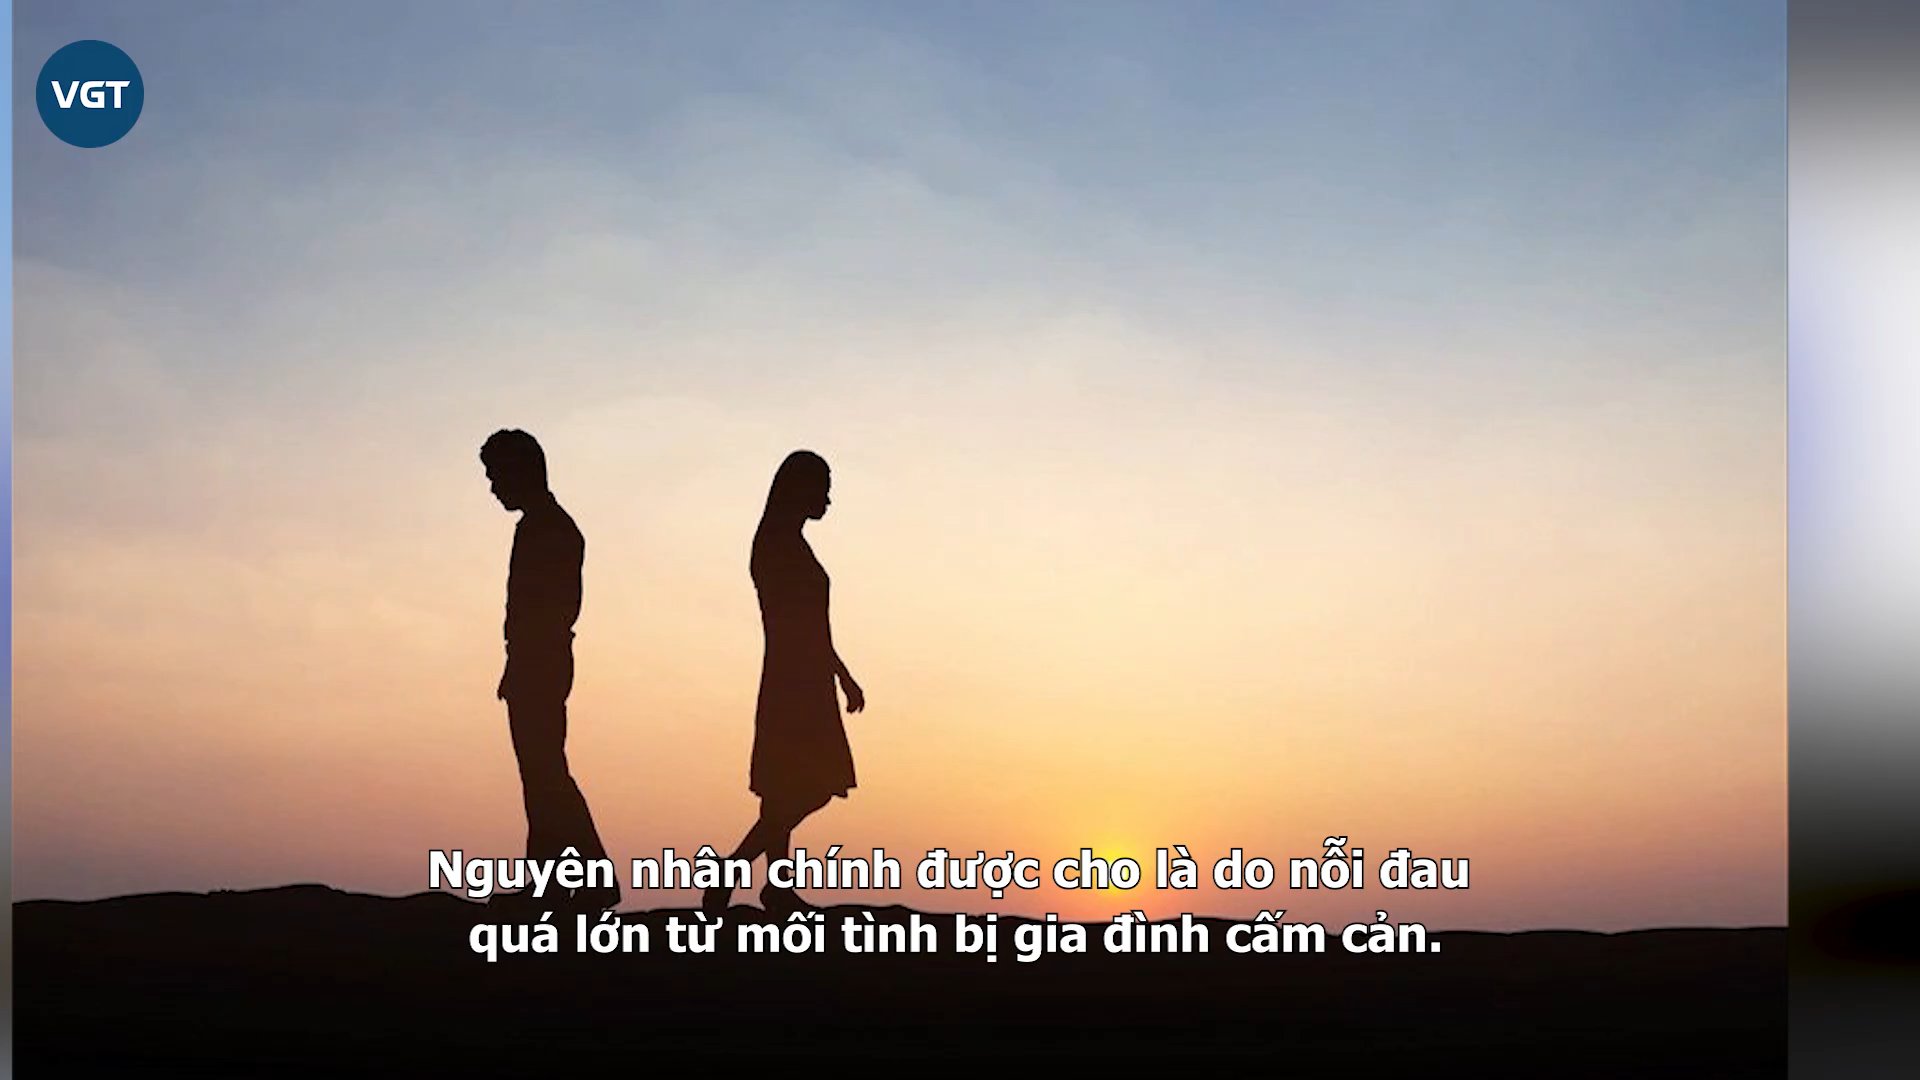 VGT
Nguyên nhân chính được cho là do nỗi đau
quá lớn từ mối tình bị gia đình cấm cản.